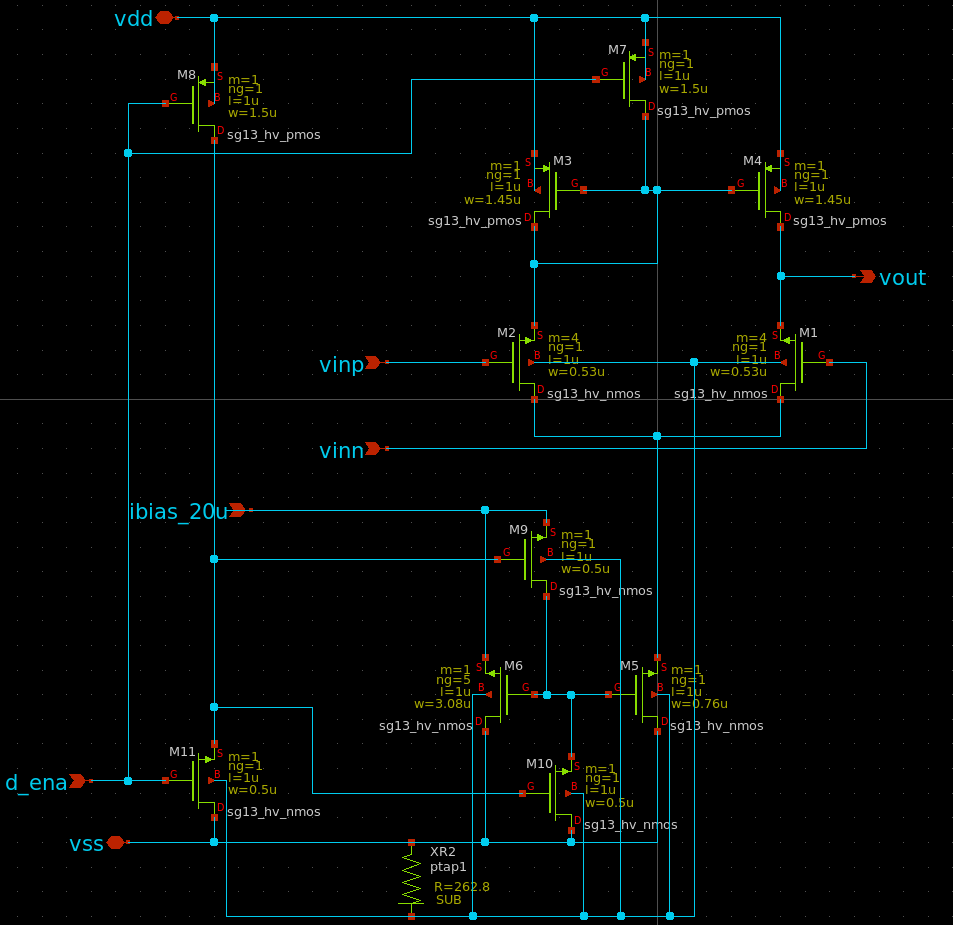 vdd
M8
S
G
B
D
m=1
ng=1
l=1u
w=1.5u
sg13_hv_pmos
M7
S
G
B
D
m=1
ng=1
l=1u
w=1.5u
sg13_hv_pmos
M3
S
B
G
D
m=1
ng=1
l=1u
w=1.45u
sg13_hv_pmos
M4
S
G
B
D
m=1
ng=1
l=1u
w=1.45u
sg13_hv_pmos
vout
vinp
M2
S
G
B
D
m=4
ng=1
l=1u
w=0.53u
sg13_hv_nmos
M1
S
B
G
D
m=4
ng=1
l=1u
w=0.53u
sg13_hv_nmos
vinn
ibias_20u
M9
S
G
B
D
m=1
ng=1
l=1u
w=0.5u
sg13_hv_nmos
M6
S
B
G
D
m=1
ng=5
l=1u
w=3.08u
sg13_hv_nmos
M5
S
G
B
D
m=1
ng=1
l=1u
w=0.76u
sg13_hv_nmos
d_ena
M11
S
G
B
D
m=1
ng=1
l=1u
w=0.5u
sg13_hv_nmos
M10
S
G
B
D
m=1
ng=1
l=1u
w=0.5u
sg13_hv_nmos
vss
XR2
ptap1
R=262.8
SUB